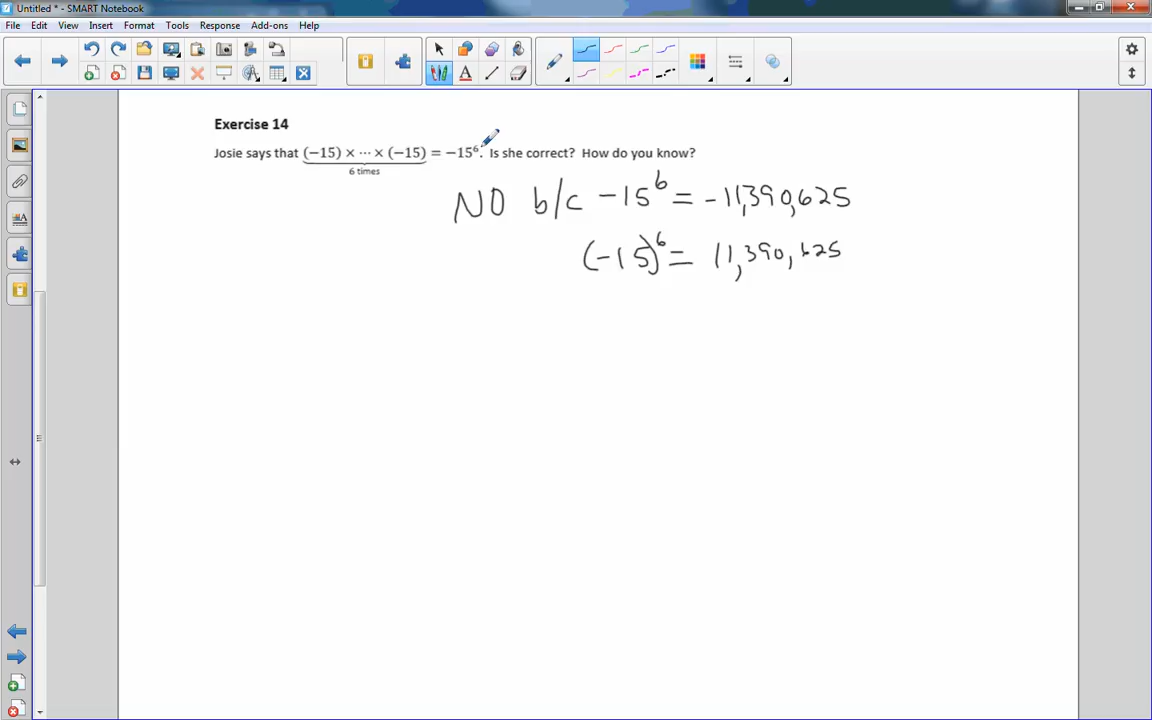 Untitled * - SMART Notebook
File Edit View Insert Format Tools Response Add-ons Help
Exercise 14
Josie says that (−15) × ⋯ × (−15) = −15⁶. Is she correct? How do you know?
6 times
NO b/c −15⁶ = -11,390,625
(−15)⁶ = 11,390,625